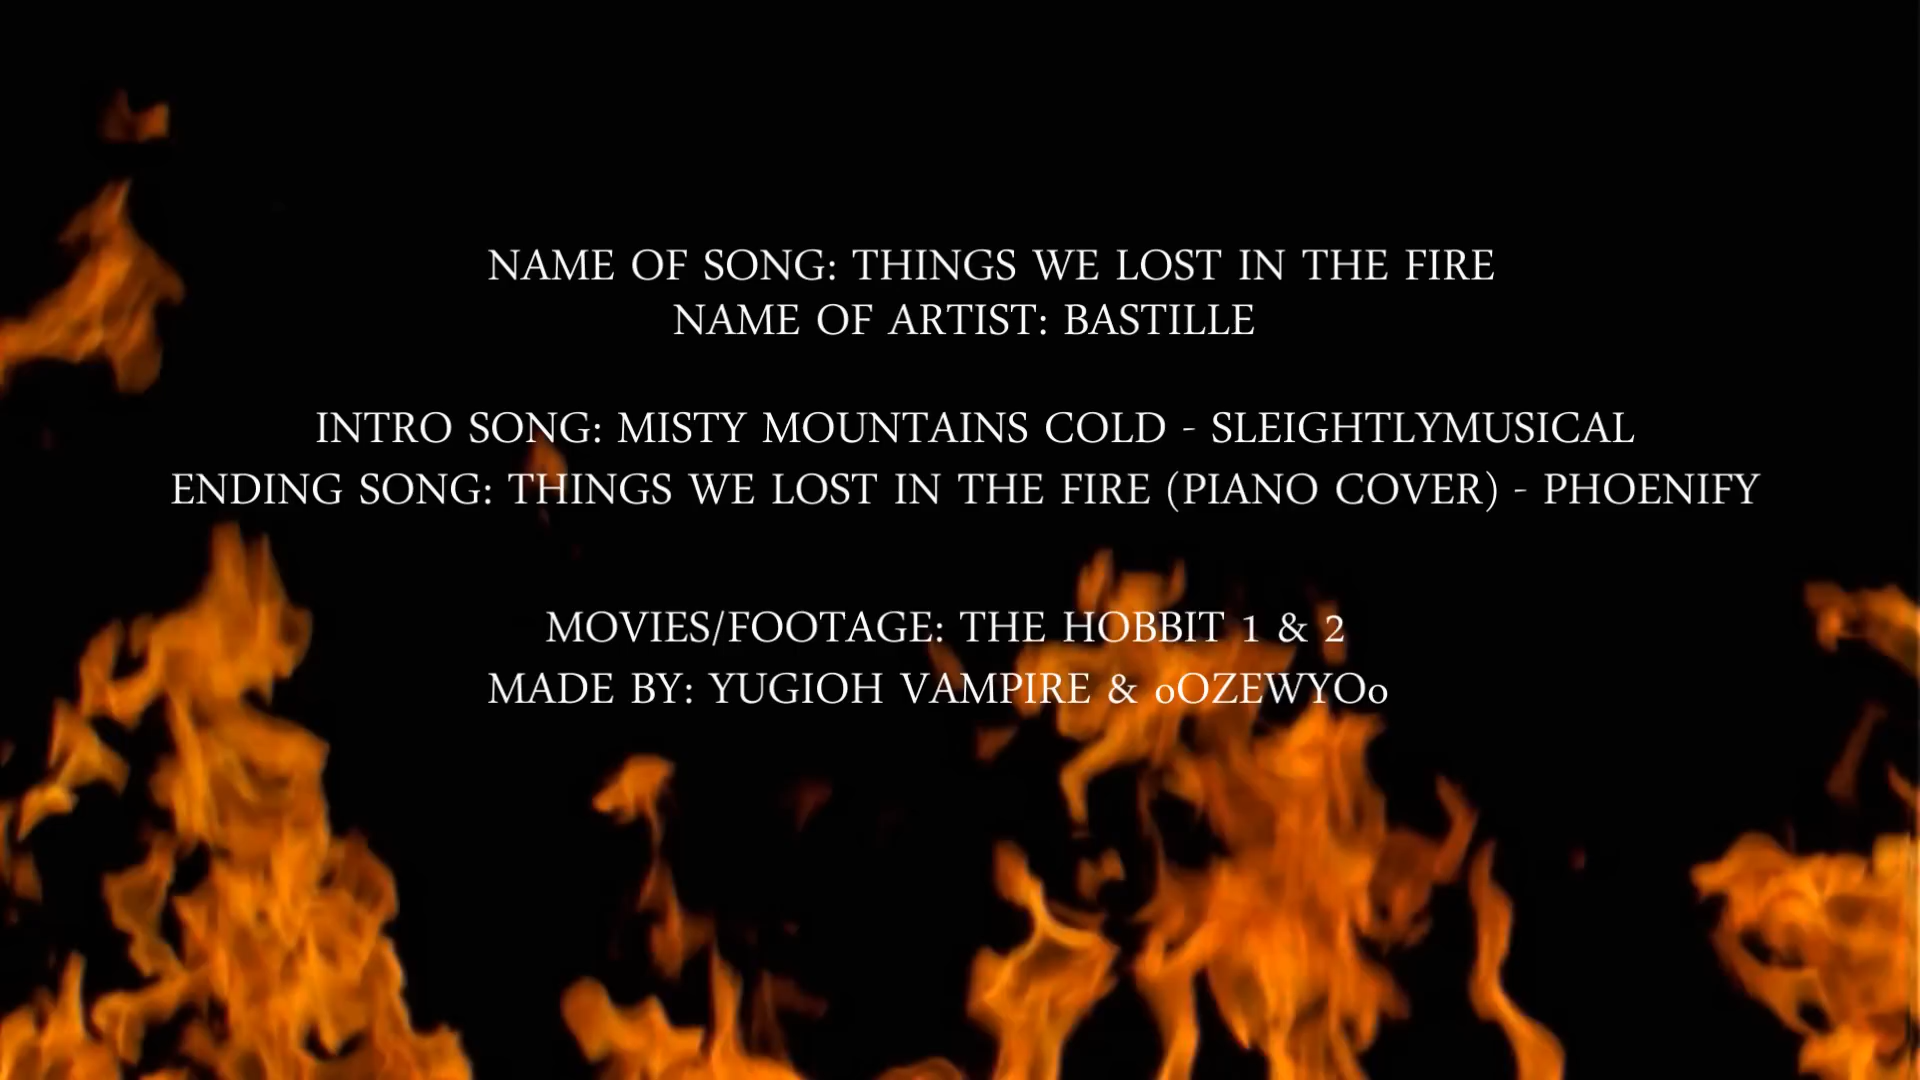 NAME OF SONG: THINGS WE LOST IN THE FIRE
NAME OF ARTIST: BASTILLE
INTRO SONG: MISTY MOUNTAINS COLD - SLEIGHTLYMUSICAL
ENDING SONG: THINGS WE LOST IN THE FIRE (PIANO COVER) - PHOENIFY
MOVIES/FOOTAGE: THE HOBBIT 1 & 2
MADE BY: YUGIOH VAMPIRE & oOZEWYOo